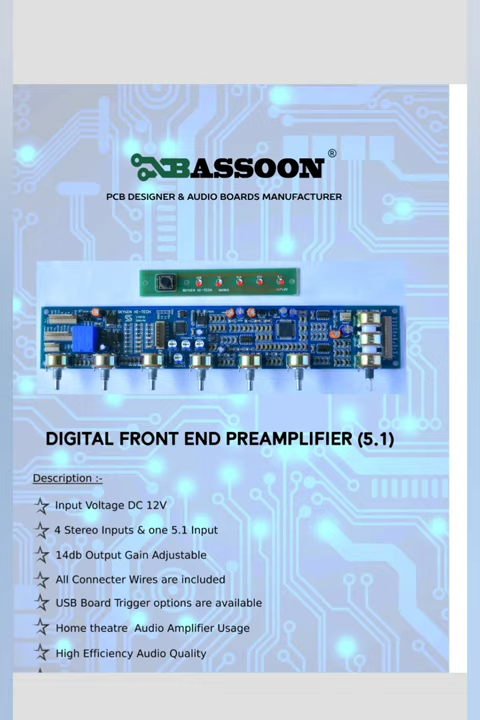 BASSOON®
PCB DESIGNER & AUDIO BOARDS MANUFACTURER
DIGITAL FRONT END PREAMPLIFIER (5.1)
Description :-
Input Voltage DC 12V
4 Stereo Inputs & one 5.1 Input
14db Output Gain Adjustable
All Connecter Wires are included
USB Board Trigger options are available
Home theatre Audio Amplifier Usage
High Efficiency Audio Quality